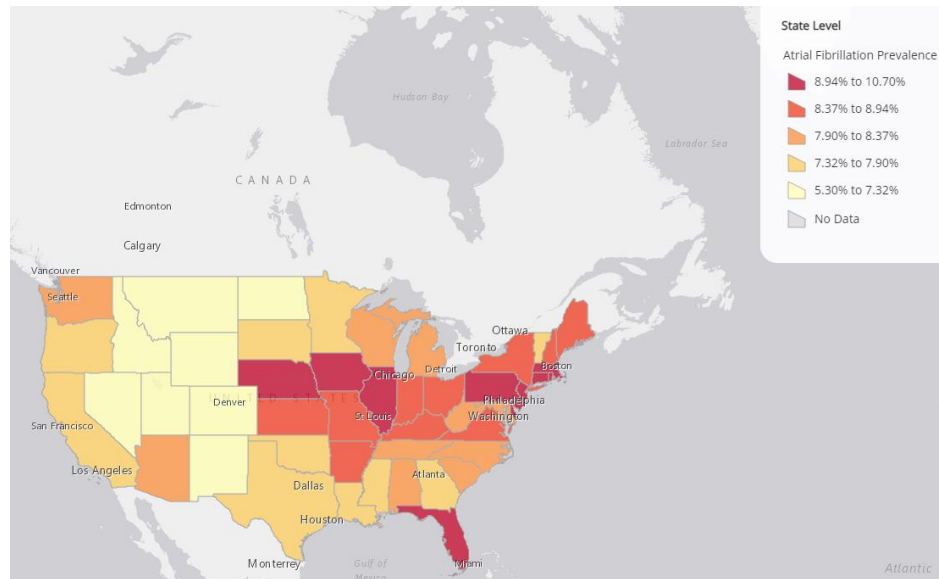 State Level
Atrial Fibrillation Prevalence
8.94% to 10.70%
8.37% to 8.94%
7.90% to 8.37%
7.32% to 7.90%
5.30% to 7.32%
No Data
Hudson Bay
Labrador Sea
CANADA
Edmonton
Calgary
Vancouver
Seattle
Ottawa
Toronto
Boston
Detroit
Chicago
UNITED STATES
Denver
Philadelphia
St Louis
Washington
San Francisco
Los Angeles
Atlanta
Dallas
Houston
Monterrey
Gulf of
Mexico
Miami
Atlantic